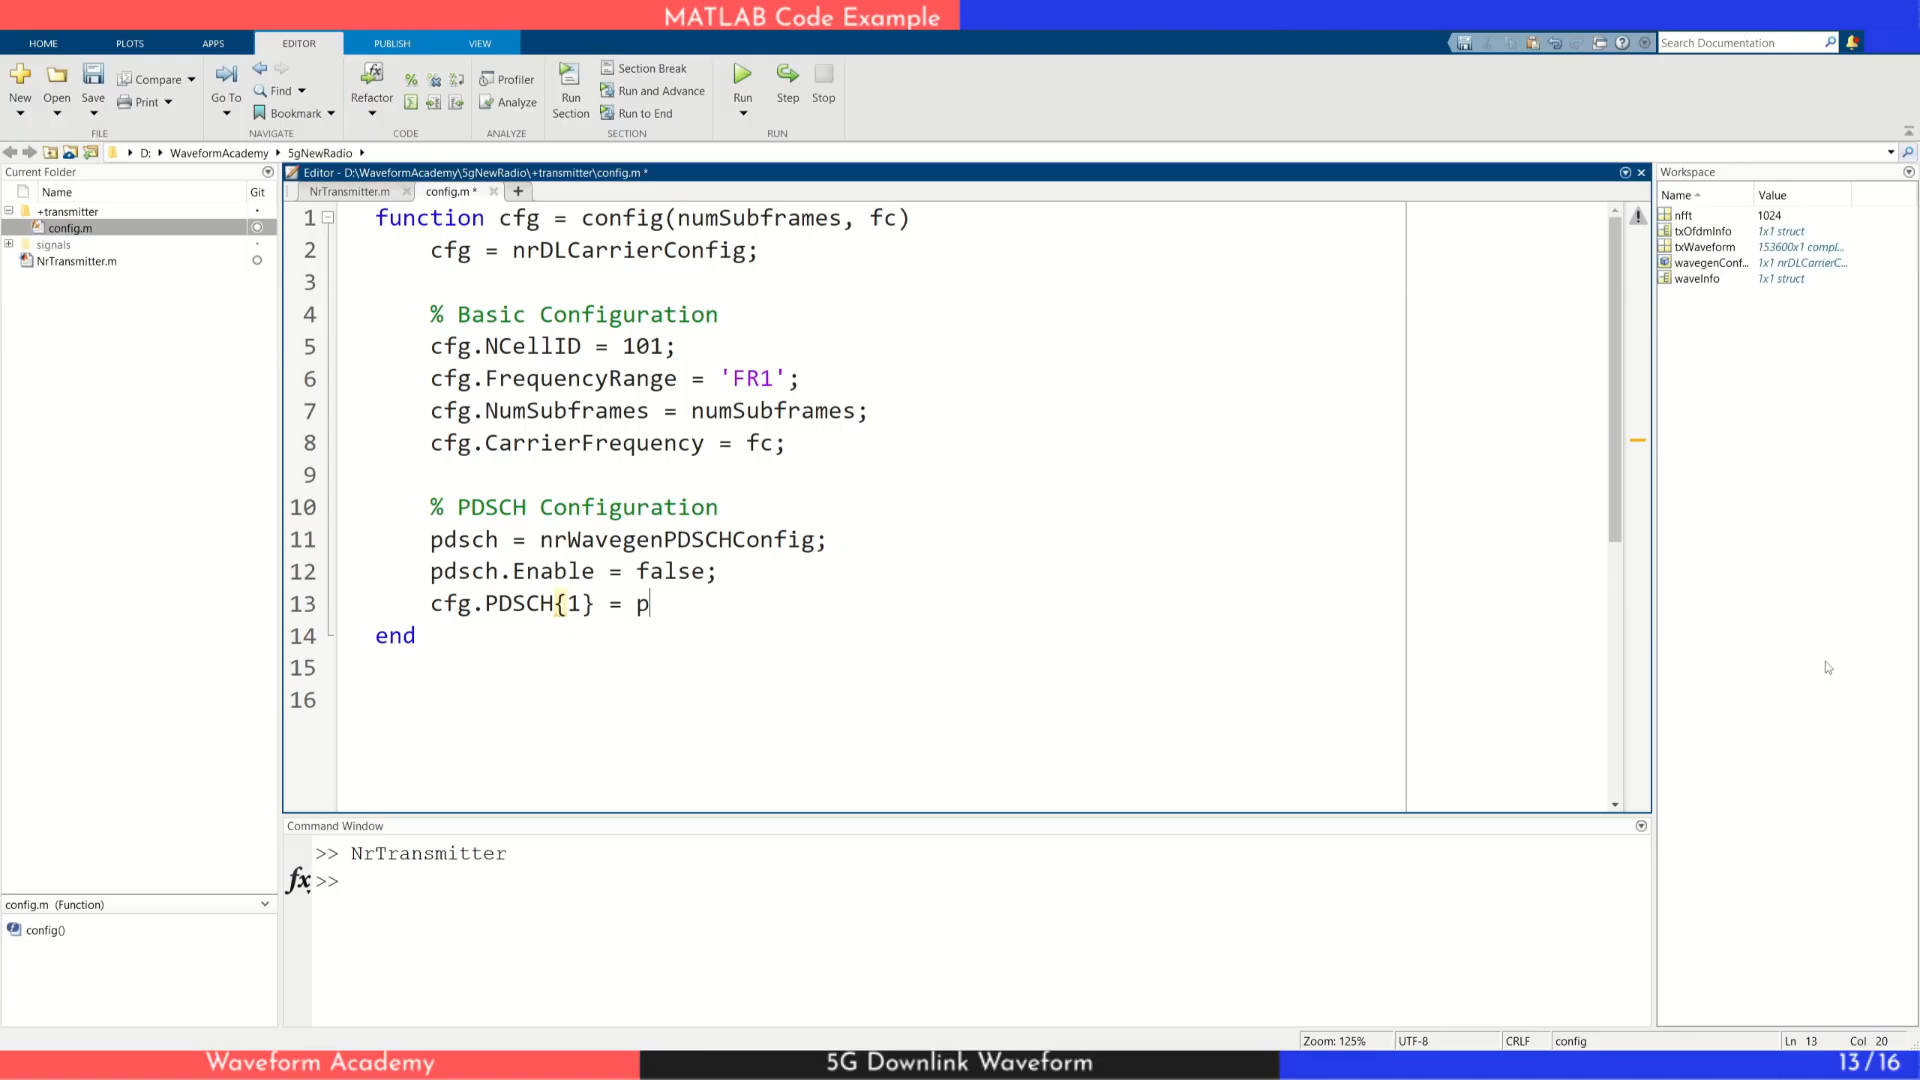 MATLAB Code Example
HOME PLOTS APPS EDITOR PUBLISH VIEW
Search Documentation
New Open Save Compare Print
FILE
Go To Find Bookmark
NAVIGATE
Refactor
CODE
Profiler
Analyze
ANALYZE
Run Section
Section Break
Run and Advance
Run to End
SECTION
Run Step Stop
RUN
D: WaveformAcademy 5gNewRadio
Current Folder
Name Git
+transmitter
config.m
signals
NrTransmitter.m
config.m (Function)
config()
Editor - D:\WaveformAcademy\5gNewRadio\+transmitter\config.m *
NrTransmitter.m config.m * +
1 function cfg = config(numSubframes, fc)
2 cfg = nrDLCarrierConfig;
3
4 % Basic Configuration
5 cfg.NCellID = 101;
6 cfg.FrequencyRange = 'FR1';
7 cfg.NumSubframes = numSubframes;
8 cfg.CarrierFrequency = fc;
9
10 % PDSCH Configuration
11 pdsch = nrWavegenPDSCHConfig;
12 pdsch.Enable = false;
13 cfg.PDSCH{1} = p
14 end
15
16
Command Window
>> NrTransmitter
fx >>
Workspace
Name Value
nfft 1024
txOfdmInfo 1x1 struct
txWaveform 153600x1 compl...
wavegenConf... 1x1 nrDLCarrierC...
waveInfo 1x1 struct
Zoom: 125% UTF-8 CRLF config Ln 13 Col 20
Waveform Academy
5G Downlink Waveform
13/16